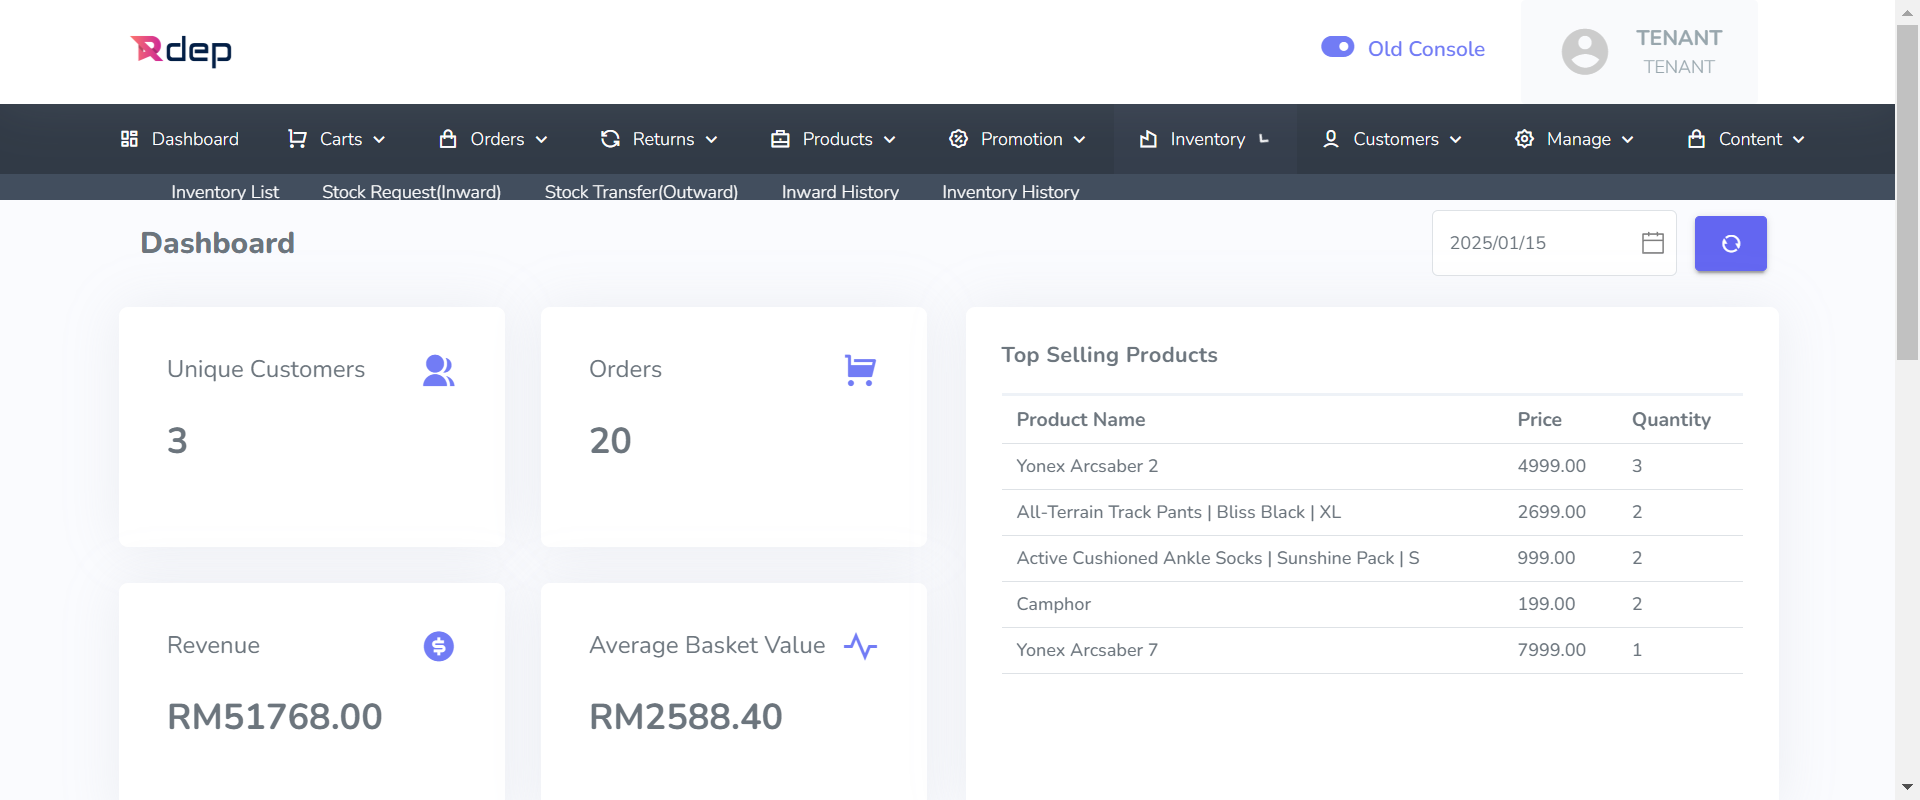 Rdep
Old Console
TENANT
TENANT
Dashboard Carts Orders Returns Products Promotion Inventory Customers Manage Content
Inventory List Stock Request(Inward) Stock Transfer(Outward) Inward History Inventory History
Dashboard
2025/01/15
Unique Customers
3
Orders
20
Revenue
RM51768.00
Average Basket Value
RM2588.40
Top Selling Products
Product Name Price Quantity
Yonex Arcsaber 2 4999.00 3
All-Terrain Track Pants | Bliss Black | XL 2699.00 2
Active Cushioned Ankle Socks | Sunshine Pack | S 999.00 2
Camphor 199.00 2
Yonex Arcsaber 7 7999.00 1